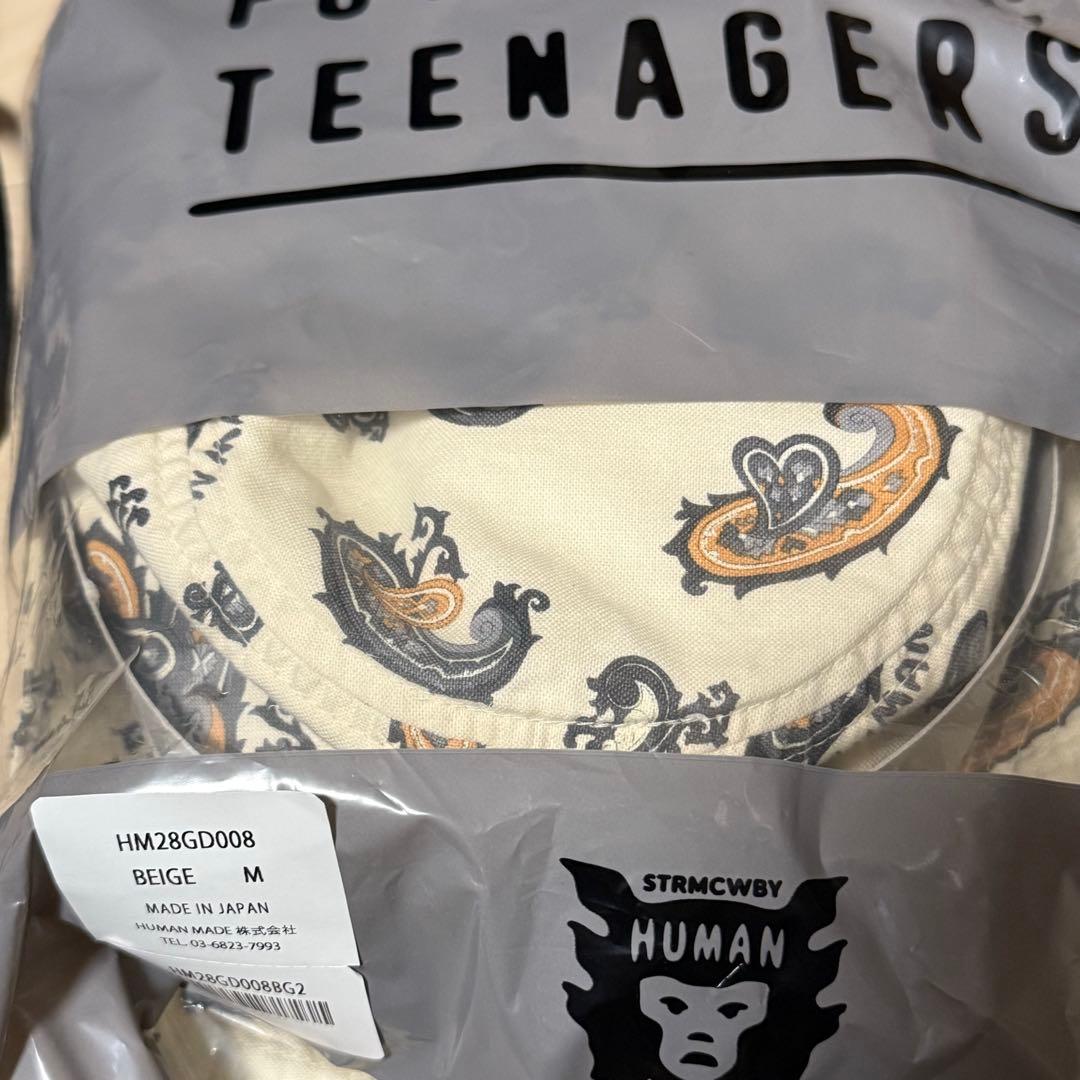 TEENAGERS
MAN
HM28GD008
BEIGE M
MADE IN JAPAN
HUMAN MADE 株式会社
TEL. 03-6823-7993
HM28GD008BG2
STRMCWBY
HUMAN